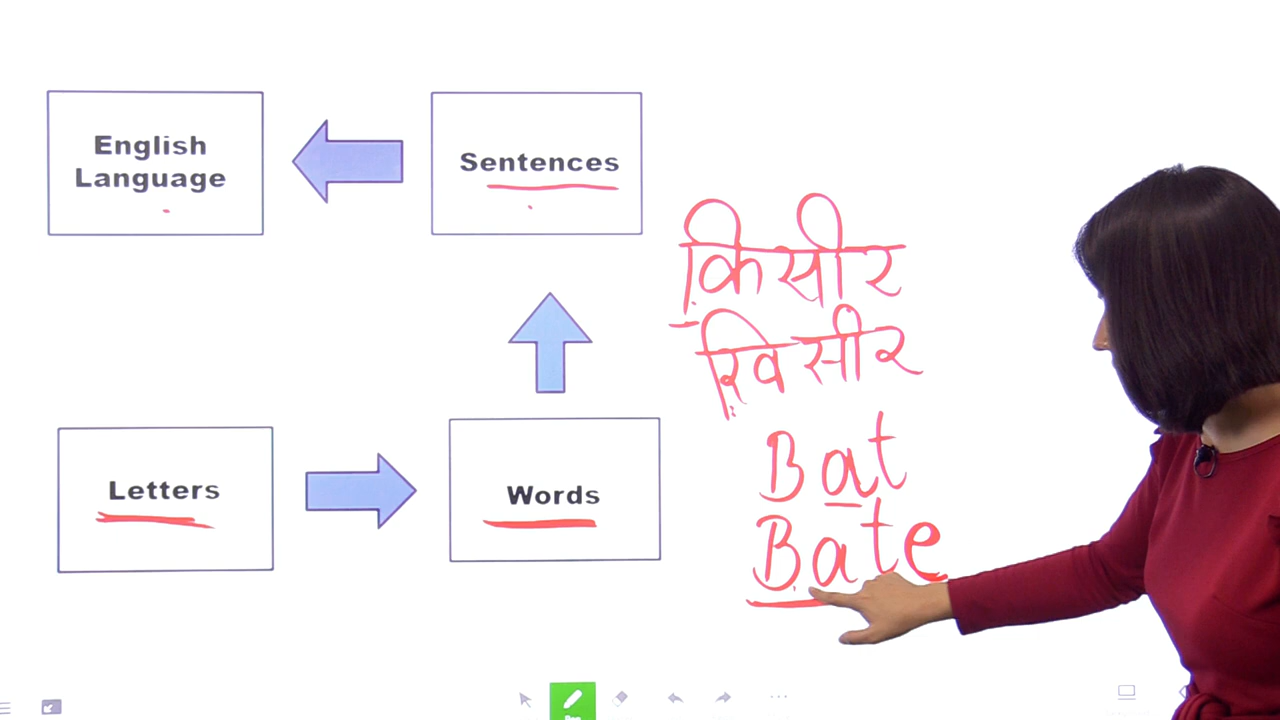 English
Language
Sentences
Letters
Words
किसीर
खिसीर
Bat
Bate